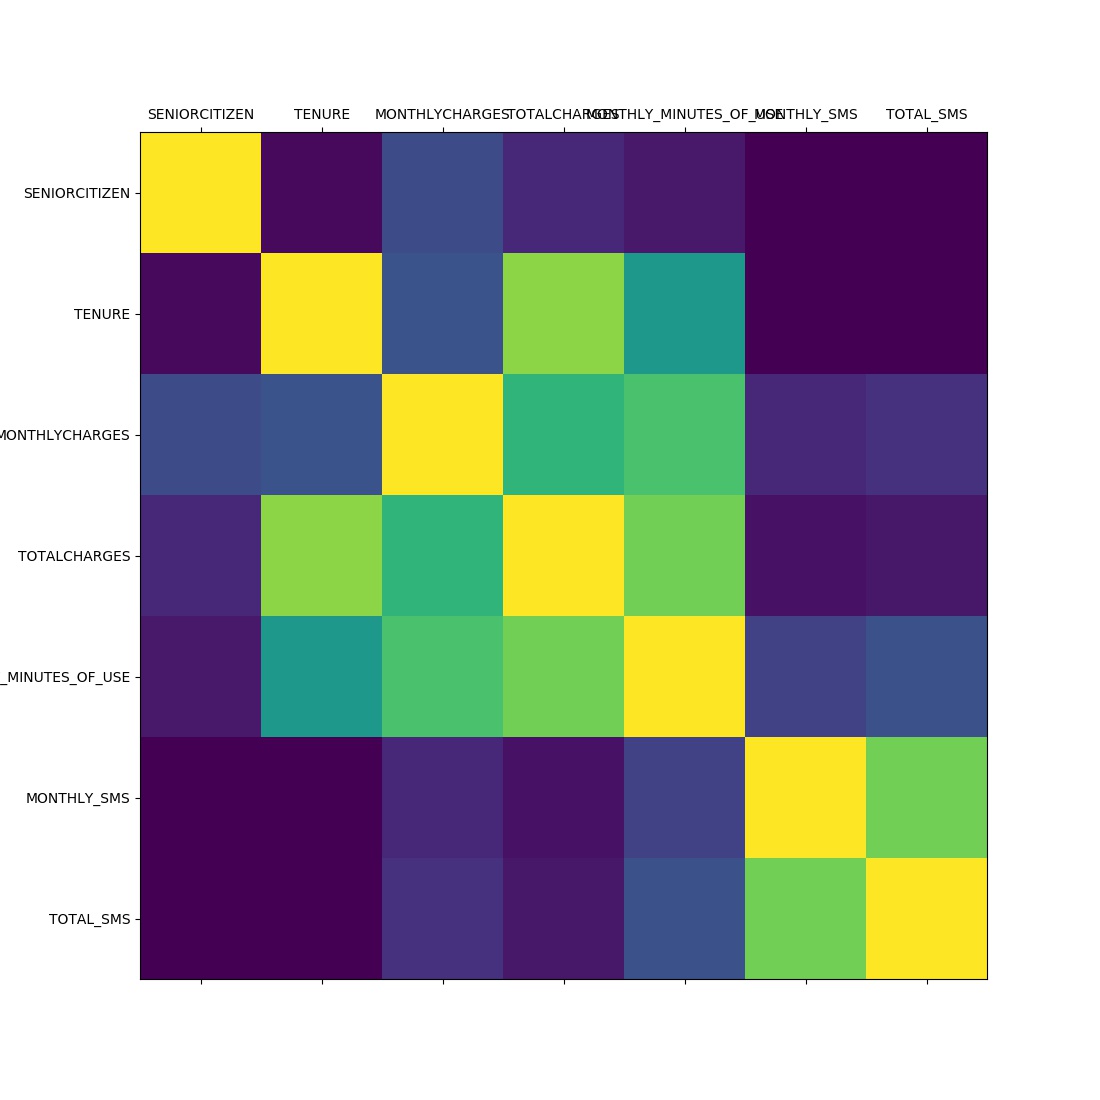 SENIORCITIZEN TENURE MONTHLYCHARGES TOTALCHARGES MONTHLY_MINUTES_OF_USE MONTHLY_SMS TOTAL_SMS
SENIORCITIZEN
TENURE
MONTHLYCHARGES
TOTALCHARGES
_MINUTES_OF_USE
MONTHLY_SMS
TOTAL_SMS